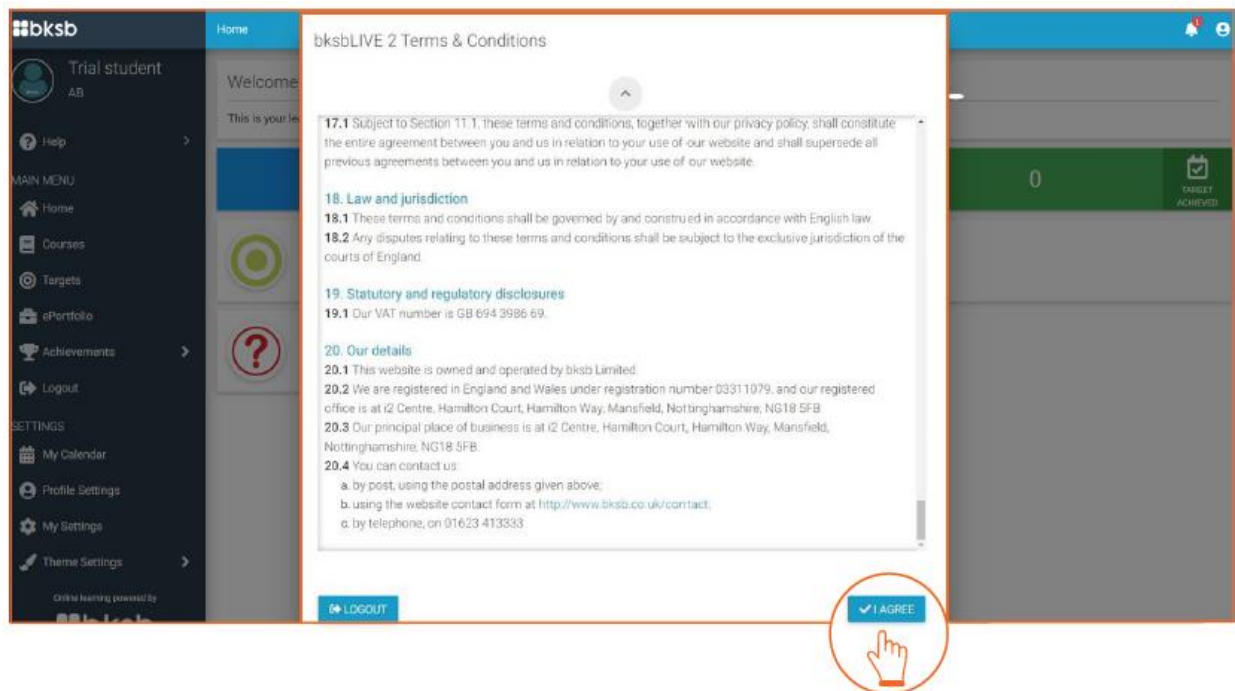 bksb
Home
Trial student
AB
Help
MAIN MENU
Home
Courses
Targets
ePortfolio
Achievements
Logout
SETTINGS
My Calendar
Profile Settings
My Settings
Theme Settings
Online learning powered by
bksb
Welcome
This is your le
bksbLIVE 2 Terms & Conditions
17.1 Subject to Section 11.1, these terms and conditions, together with our privacy policy, shall constitute
the entire agreement between you and us in relation to your use of our website and shall supersede all
previous agreements between you and us in relation to your use of our website.
18. Law and jurisdiction
18.1 These terms and conditions shall be governed by and construed in accordance with English law.
18.2 Any disputes relating to these terms and conditions shall be subject to the exclusive jurisdiction of the
courts of England.
19. Statutory and regulatory disclosures
19.1 Our VAT number is GB 694 3986 69.
20. Our details
20.1 This website is owned and operated by bksb Limited.
20.2 We are registered in England and Wales under registration number 03311079, and our registered
office is at i2 Centre, Hamilton Court, Hamilton Way, Mansfield, Nottinghamshire, NG18 5FB
20.3 Our principal place of business is at i2 Centre, Hamilton Court, Hamilton Way, Mansfield,
Nottinghamshire, NG18 5FB.
20.4 You can contact us:
a. by post, using the postal address given above;
b. using the website contact form at http://www.bksb.co.uk/contact;
c. by telephone, on 01623 413333
LOGOUT
I AGREE
0
TARGET
ACHIEVED